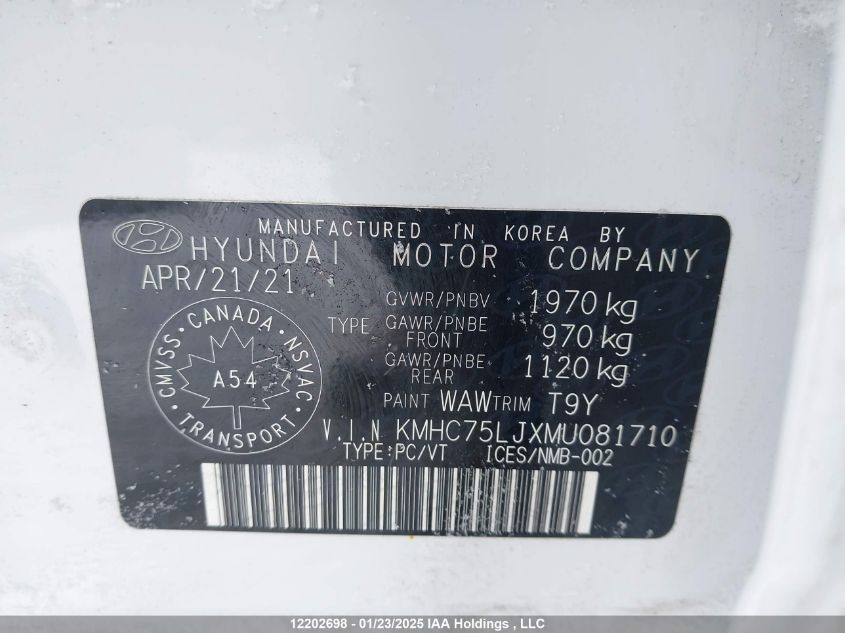 MANUFACTURED IN KOREA BY
HYUNDAI MOTOR COMPANY
APR/21/21
GVWR/PNBV 1970 kg
TYPE GAWR/PNBE FRONT 970 kg
GAWR/PNBE REAR 1120 kg
PAINT WAW TRIM T9Y
V.I.N KMHC75LJXMU081710
TYPE:PC/VT ICES/NMB-002
CMVSS · CANADA · NSVAC
A54
· TRANSPORT ·
12202698 - 01/23/2025 IAA Holdings , LLC